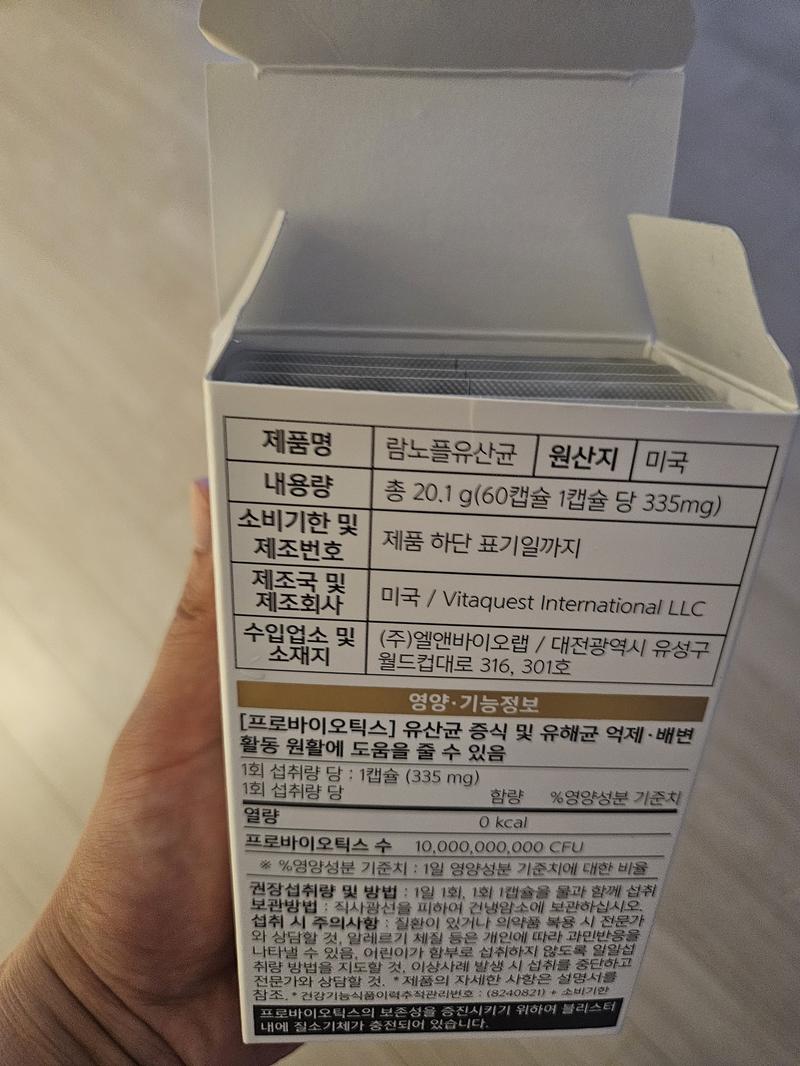 제품명 람노플유산균 원산지 미국
내용량 총 20.1 g(60캡슐 1캡슐 당 335mg)
소비기한 및
제조번호 제품 하단 표기일까지
제조국 및
제조회사 미국 / Vitaquest International LLC
수입업소 및
소재지 (주)엘앤바이오랩 / 대전광역시 유성구
월드컵대로 316, 301호
영양·기능정보
[프로바이오틱스] 유산균 증식 및 유해균 억제·배변
활동 원활에 도움을 줄 수 있음
1회 섭취량 당 : 1캡슐 (335 mg)
1회 섭취량 당 함량 %영양성분 기준치
열량 0 kcal
프로바이오틱스 수 10,000,000,000 CFU
※ %영양성분 기준치 : 1일 영양성분 기준치에 대한 비율
권장섭취량 및 방법 : 1일 1회, 1회 1캡슐을 물과 함께 섭취
보관방법 : 직사광선을 피하여 건냉암소에 보관하십시오.
섭취 시 주의사항 : 질환이 있거나 의약품 복용 시 전문가
와 상담할 것, 알레르기 체질 등은 개인에 따라 과민반응을
나타낼 수 있음, 어린이가 함부로 섭취하지 않도록 일일섭
취량 방법을 지도할 것, 이상사례 발생 시 섭취를 중단하고
전문가와 상담할 것. *제품의 자세한 사항은 설명서를
참조. *건강기능식품이력추적관리번호 : (8240821) + 소비기한
프로바이오틱스의 보존성을 증진시키기 위하여 블리스터
내에 질소기체가 충전되어 있습니다.